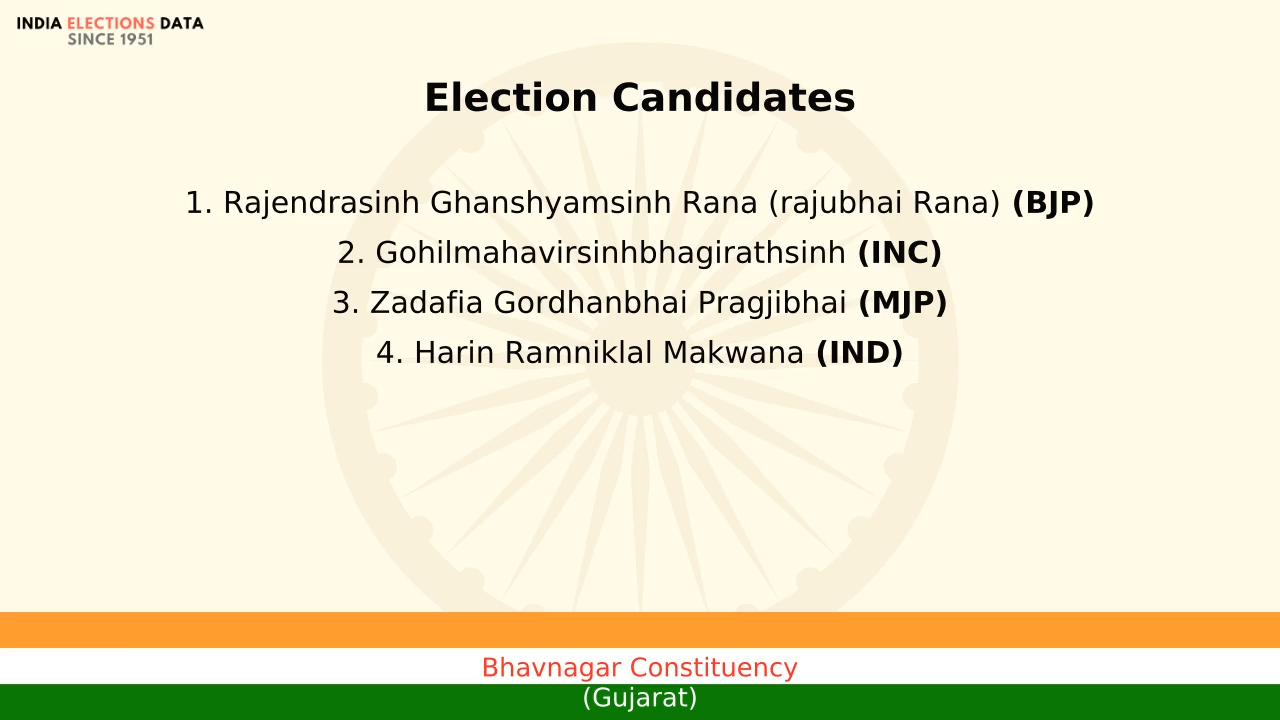 INDIA ELECTIONS DATA
SINCE 1951
Election Candidates
1. Rajendrasinh Ghanshyamsinh Rana (rajubhai Rana) (BJP)
2. Gohilmahavirsinhbhagirathsinh (INC)
3. Zadafia Gordhanbhai Pragjibhai (MJP)
4. Harin Ramniklal Makwana (IND)
Bhavnagar Constituency
(Gujarat)